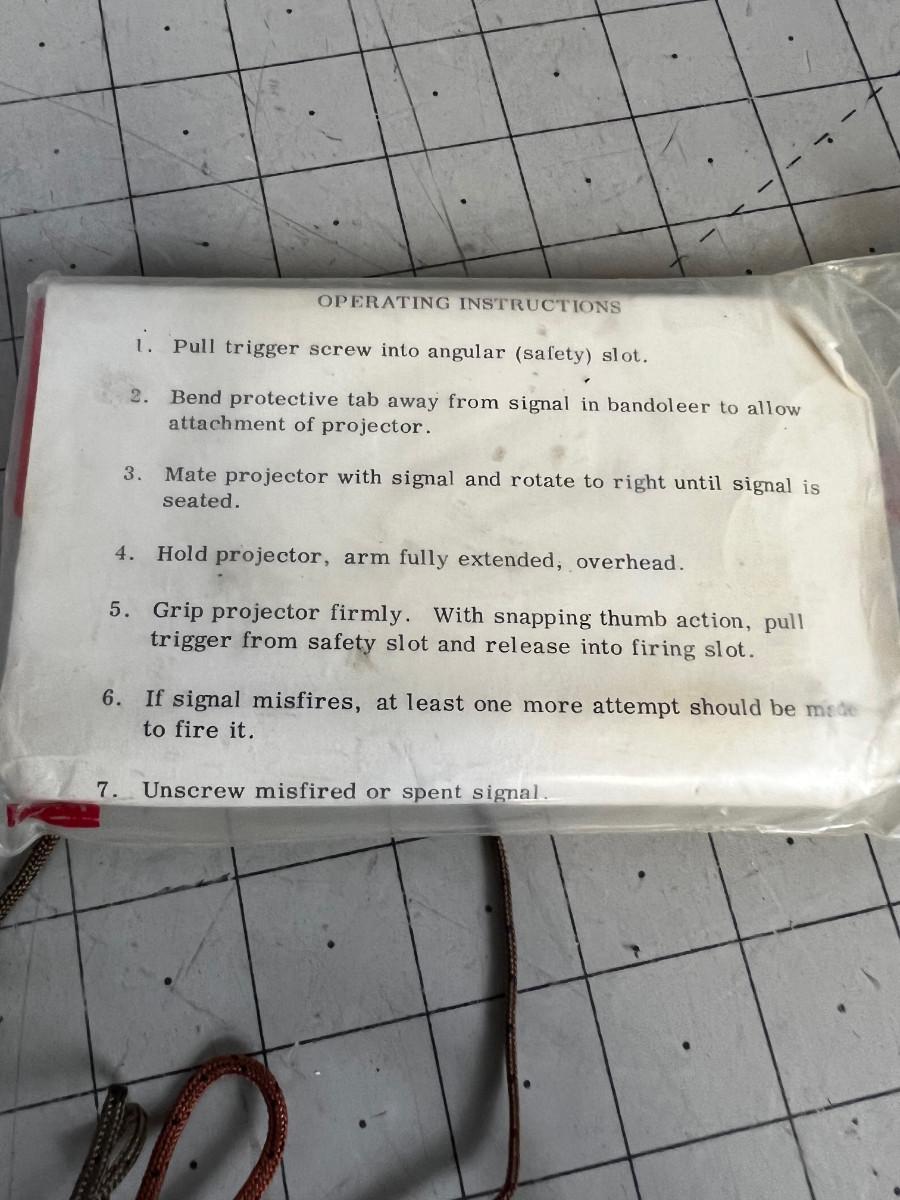 OPERATING INSTRUCTIONS
1. Pull trigger screw into angular (safety) slot.
2. Bend protective tab away from signal in bandoleer to allow
attachment of projector.
3. Mate projector with signal and rotate to right until signal is
seated.
4. Hold projector, arm fully extended, overhead.
5. Grip projector firmly. With snapping thumb action, pull
trigger from safety slot and release into firing slot.
6. If signal misfires, at least one more attempt should be made
to fire it.
7. Unscrew misfired or spent signal.